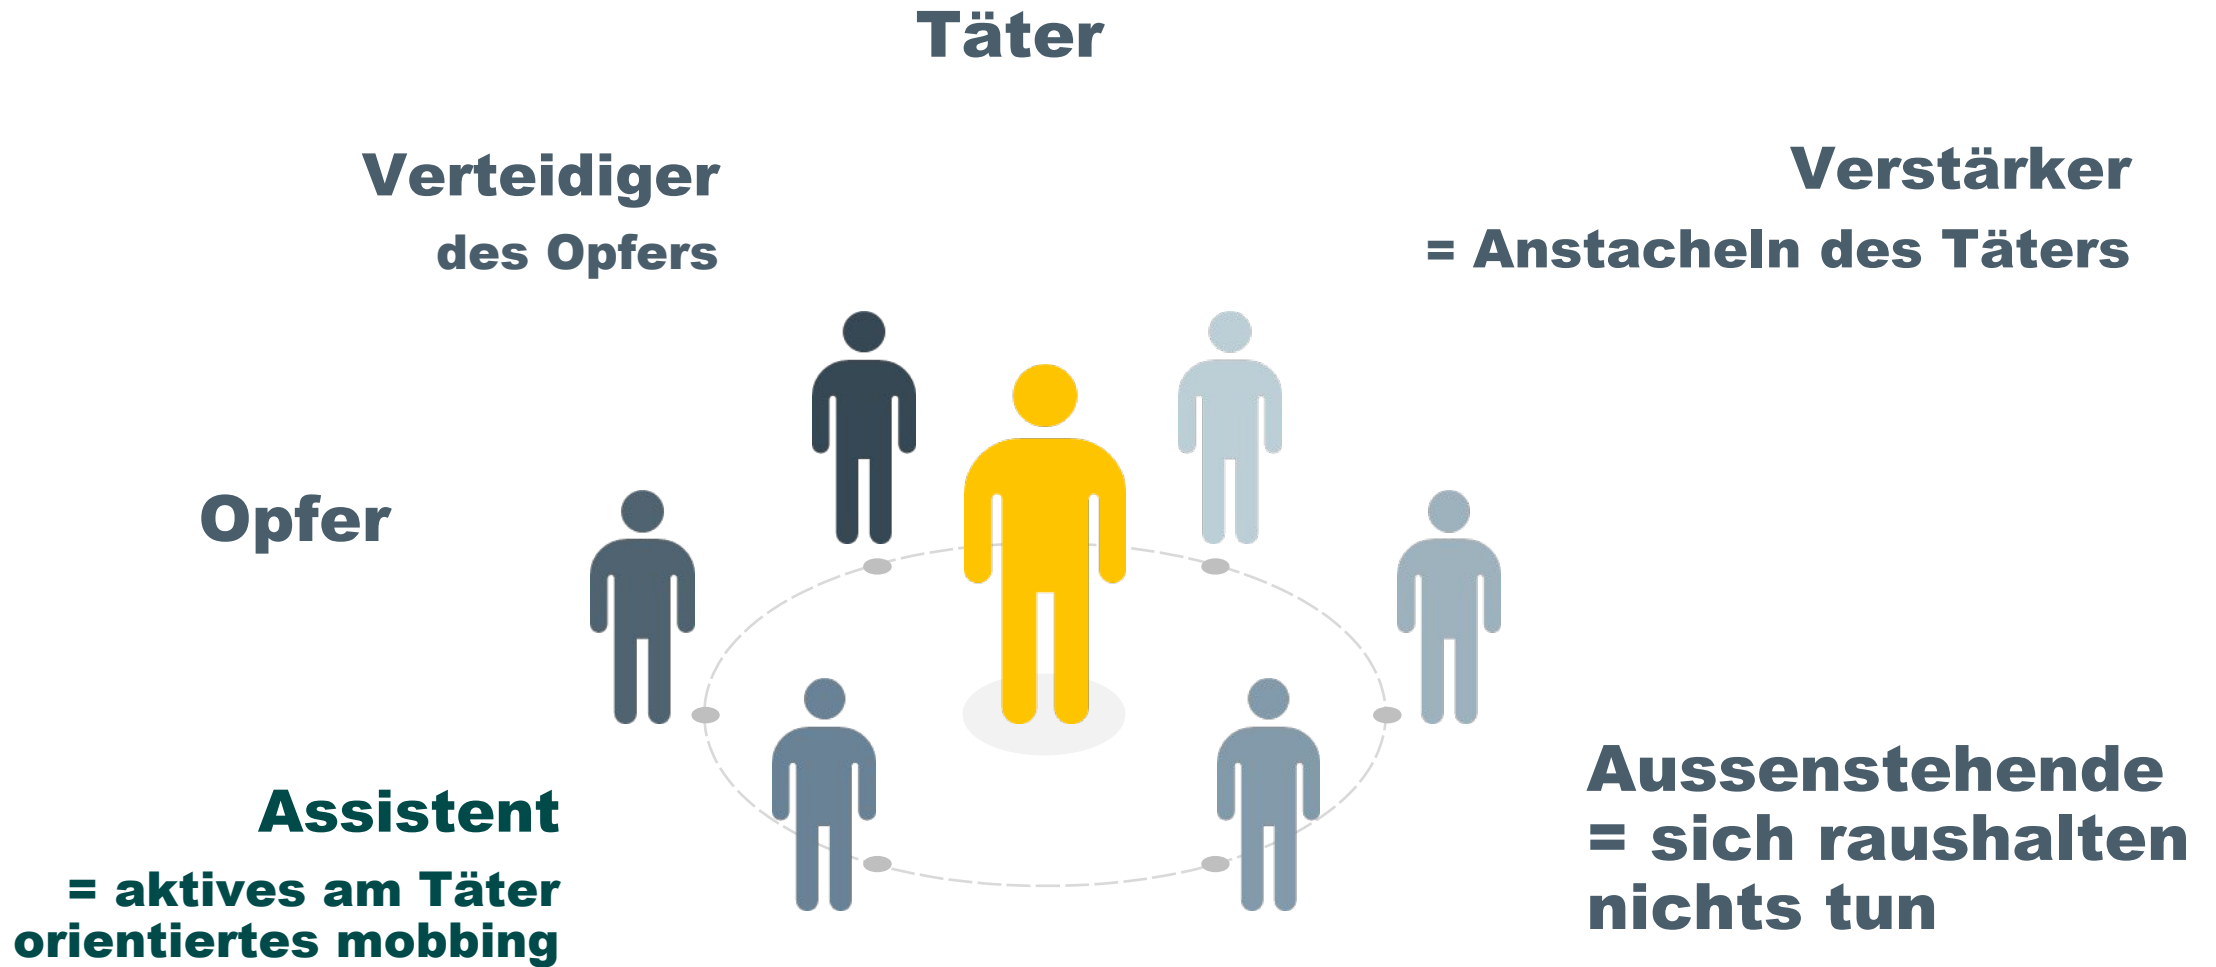 Täter
Verteidiger
des Opfers
Verstärker
= Anstacheln des Täters
Opfer
Assistent
= aktives am Täter
orientiertes mobbing
Aussenstehende
= sich raushalten
nichts tun